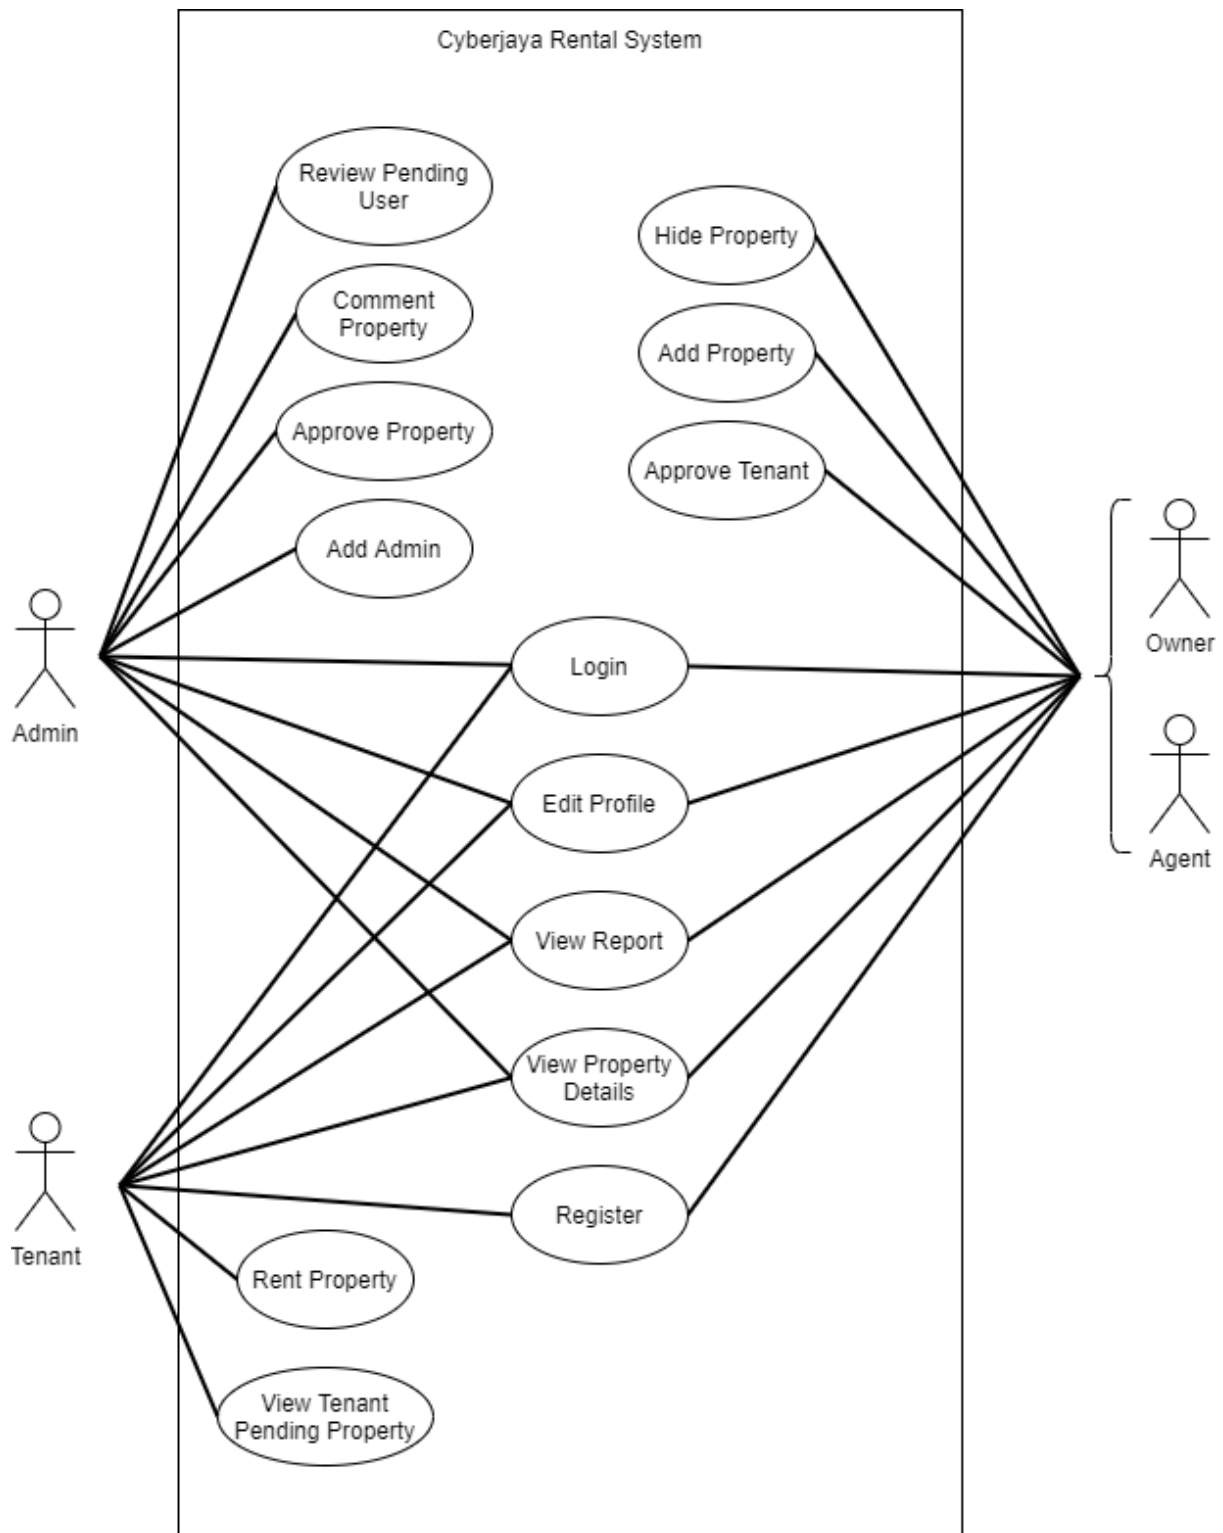 Cyberjaya Rental System
Review Pending
User
Hide Property
Comment
Property
Add Property
Approve Property
Approve Tenant
Add Admin
Owner
Login
Admin
Edit Profile
Agent
View Report
View Property
Details
Register
Tenant
Rent Property
View Tenant
Pending Property